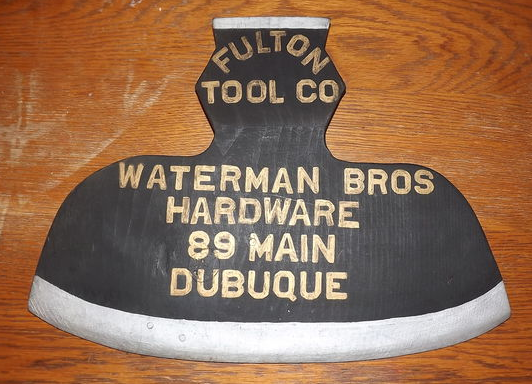 FULTON
TOOL CO
WATERMAN BROS
HARDWARE
89 MAIN
DUBUQUE